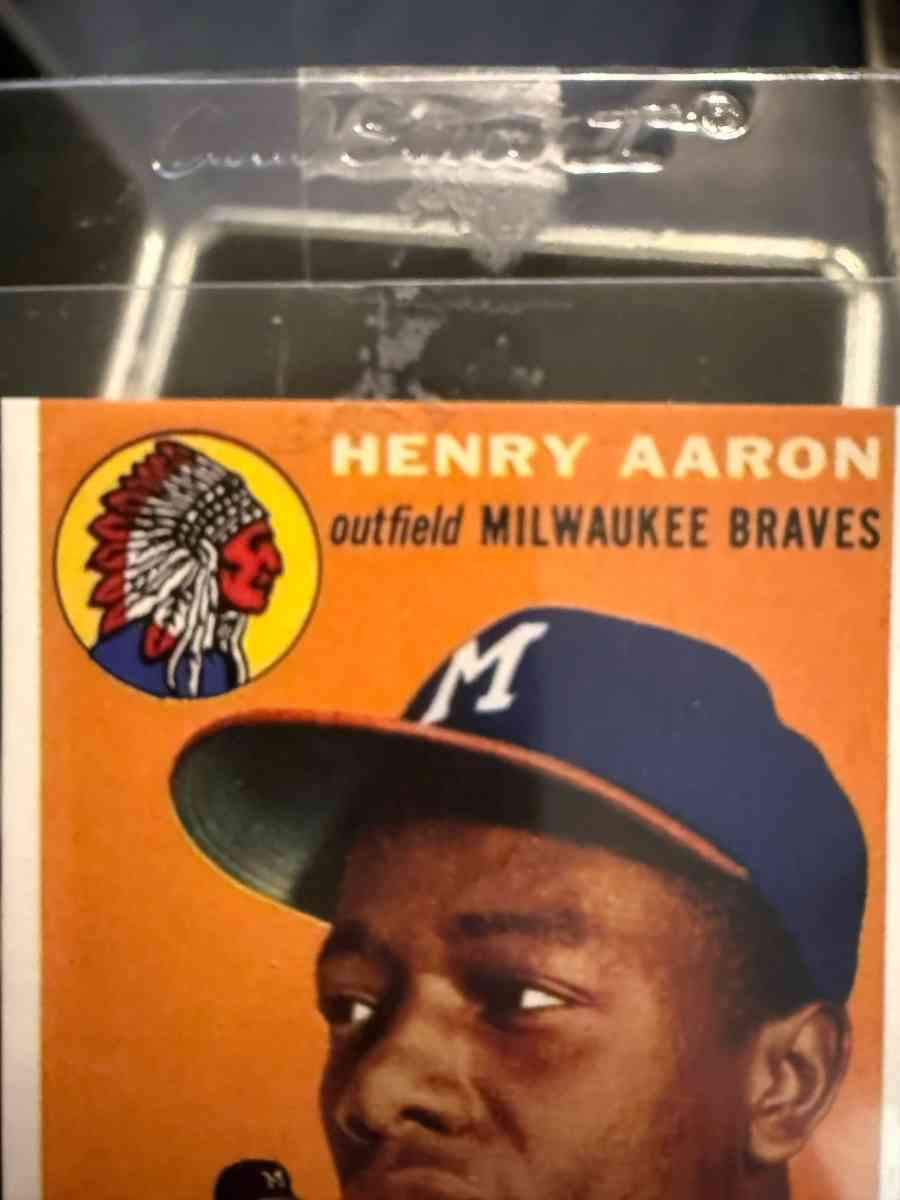 HENRY AARON
outfield MILWAUKEE BRAVES
M
M